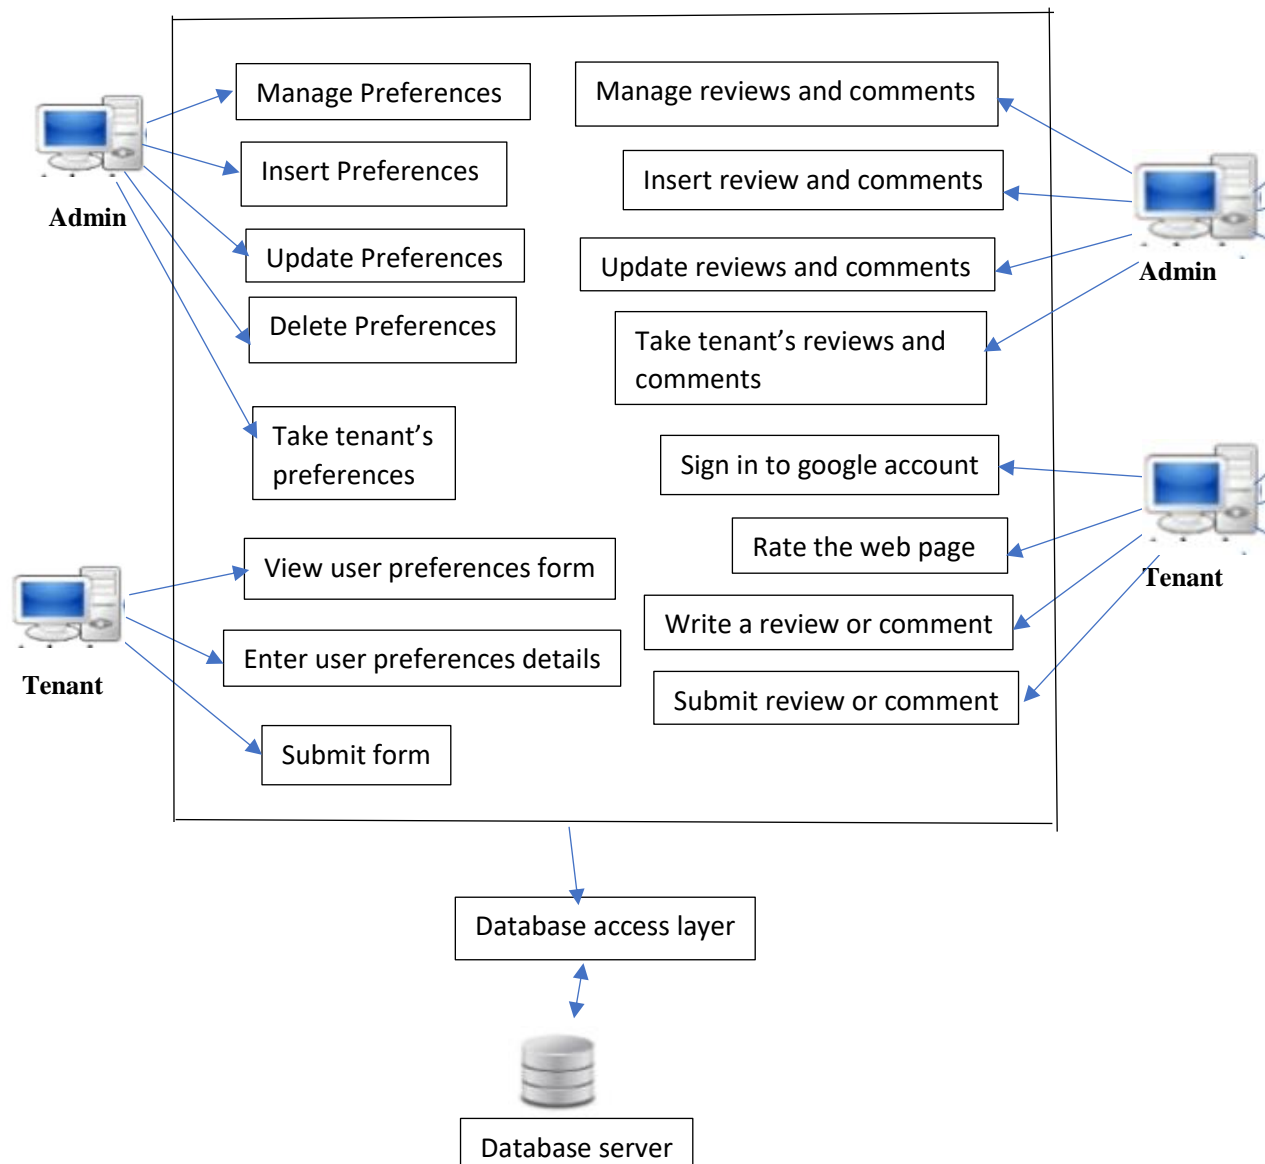 Manage Preferences
Insert Preferences
Admin
Update Preferences
Delete Preferences
Take tenant’s
preferences
View user preferences form
Enter user preferences details
Tenant
Submit form
Manage reviews and comments
Insert review and comments
Update reviews and comments
Admin
Take tenant’s reviews and
comments
Sign in to google account
Rate the web page
Tenant
Write a review or comment
Submit review or comment
Database access layer
Database server